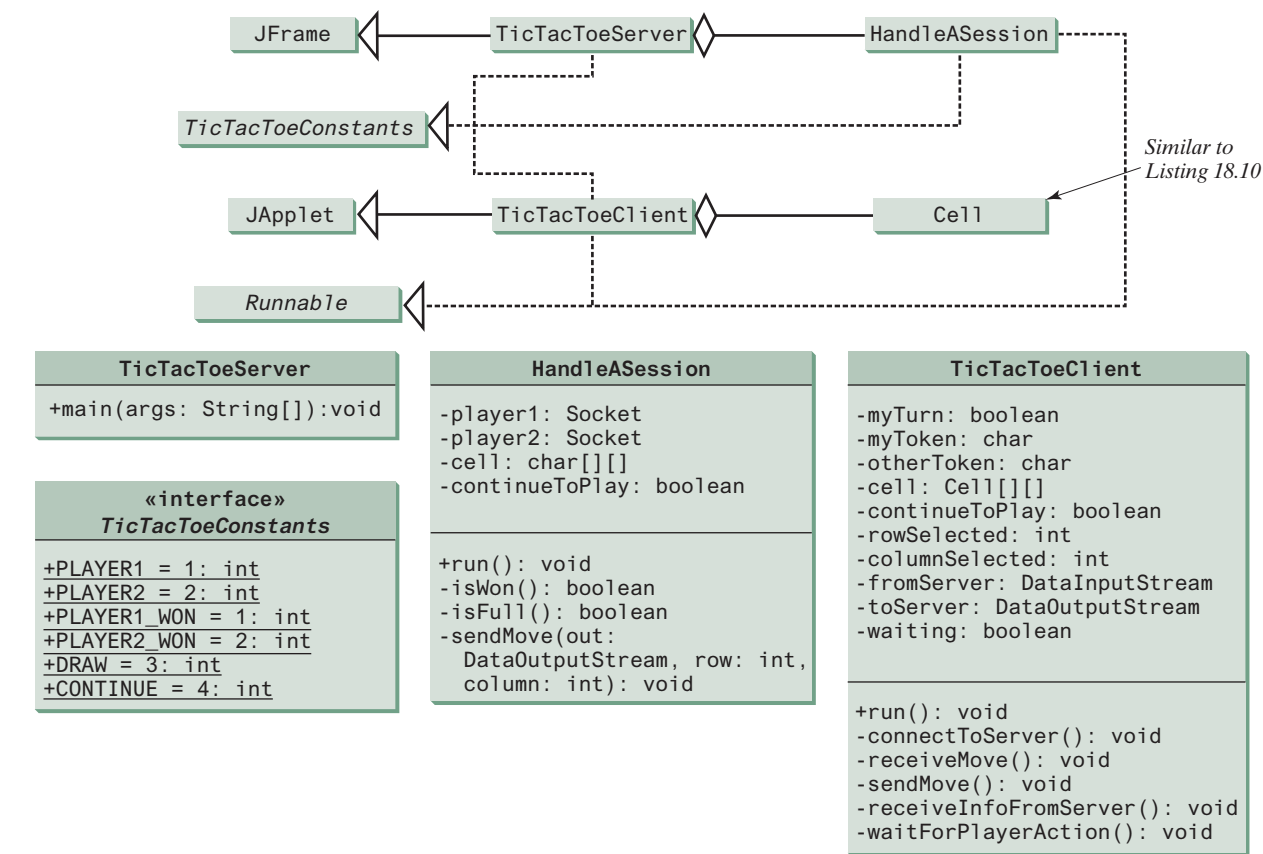 JFrame
TicTacToeServer
HandleASession
TicTacToeConstants
Similar to
Listing 18.10
JApplet
TicTacToeClient
Cell
Runnable
TicTacToeServer
+main(args: String[]):void
«interface»
TicTacToeConstants
+PLAYER1 = 1: int
+PLAYER2 = 2: int
+PLAYER1_WON = 1: int
+PLAYER2_WON = 2: int
+DRAW = 3: int
+CONTINUE = 4: int
HandleASession
-player1: Socket
-player2: Socket
-cell: char[][]
-continueToPlay: boolean
+run(): void
-isWon(): boolean
-isFull(): boolean
-sendMove(out:
DataOutputStream, row: int,
column: int): void
TicTacToeClient
-myTurn: boolean
-myToken: char
-otherToken: char
-cell: Cell[][]
-continueToPlay: boolean
-rowSelected: int
-columnSelected: int
-fromServer: DataInputStream
-toServer: DataOutputStream
-waiting: boolean
+run(): void
-connectToServer(): void
-receiveMove(): void
-sendMove(): void
-receiveInfoFromServer(): void
-waitForPlayerAction(): void